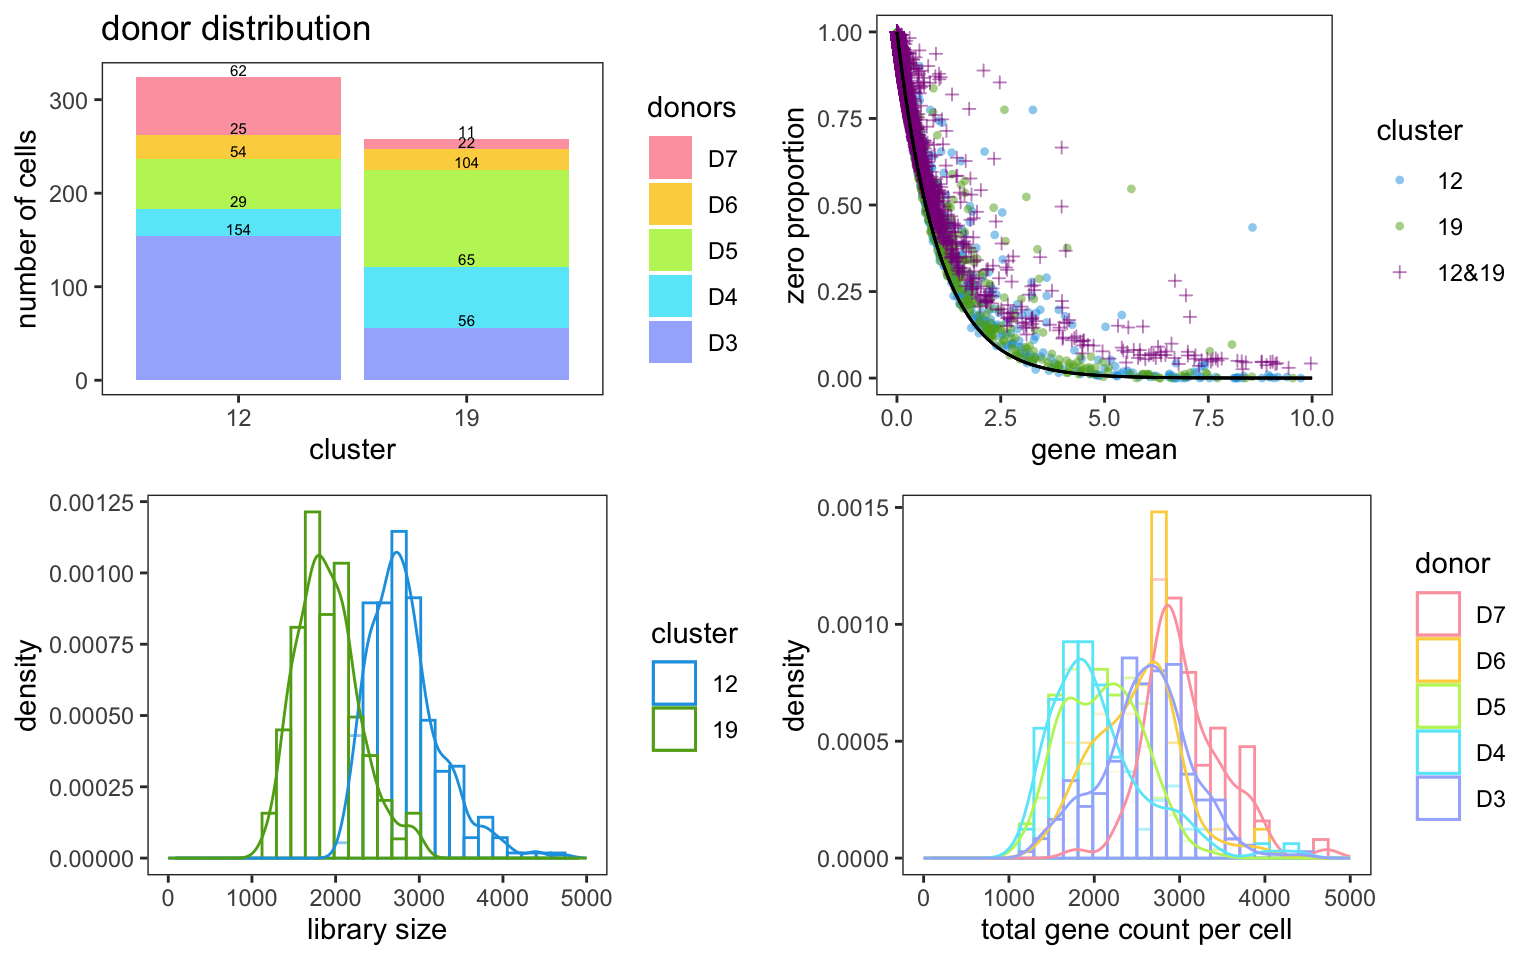 donor distribution
number of cells
300
200
100
0
62
25
54
29
154
11
22
104
65
56
12
19
cluster
donors
D7
D6
D5
D4
D3
zero proportion
1.00
0.75
0.50
0.25
0.00
0.0
2.5
5.0
7.5
10.0
gene mean
cluster
12
19
12&19
density
0.00125
0.00100
0.00075
0.00050
0.00025
0.00000
0
1000
2000
3000
4000
5000
library size
cluster
12
19
density
0.0015
0.0010
0.0005
0.0000
0
1000
2000
3000
4000
5000
total gene count per cell
donor
D7
D6
D5
D4
D3